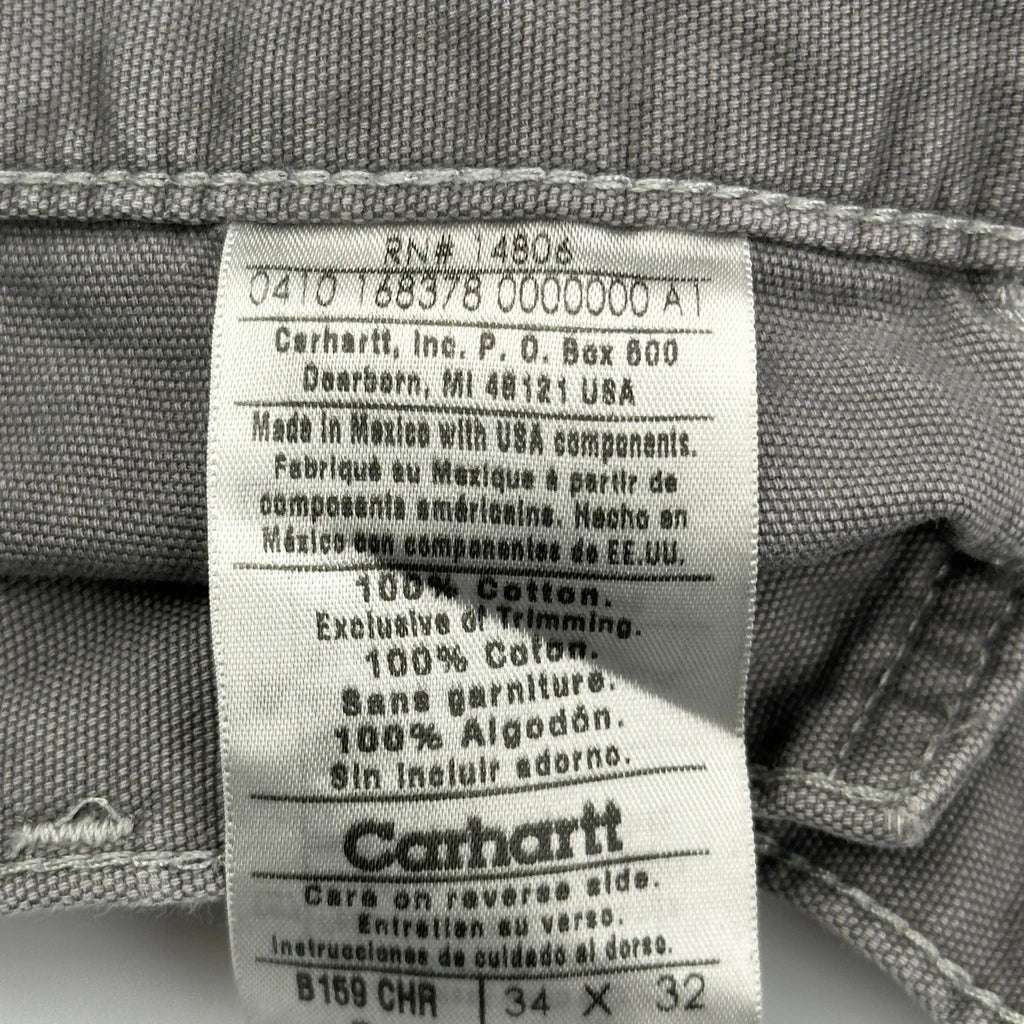 RN# 14806
0410 168378 0000000 A1
Carhartt, Inc. P. O. Box 600
Dearborn, MI 48121 USA
Made in Mexico with USA components.
Fabriqué au Mexique à partir de
composants américains. Hecho en
México con componentes de EE.UU.
100% Cotton.
Exclusive of Trimming.
100% Coton.
Sans garniture.
100% Algodón.
Sin incluir adorno.
Carhartt
Care on reverse side.
Entretien au verso.
Instrucciones de cuidado al dorso.
B159 CHR 34 X 32